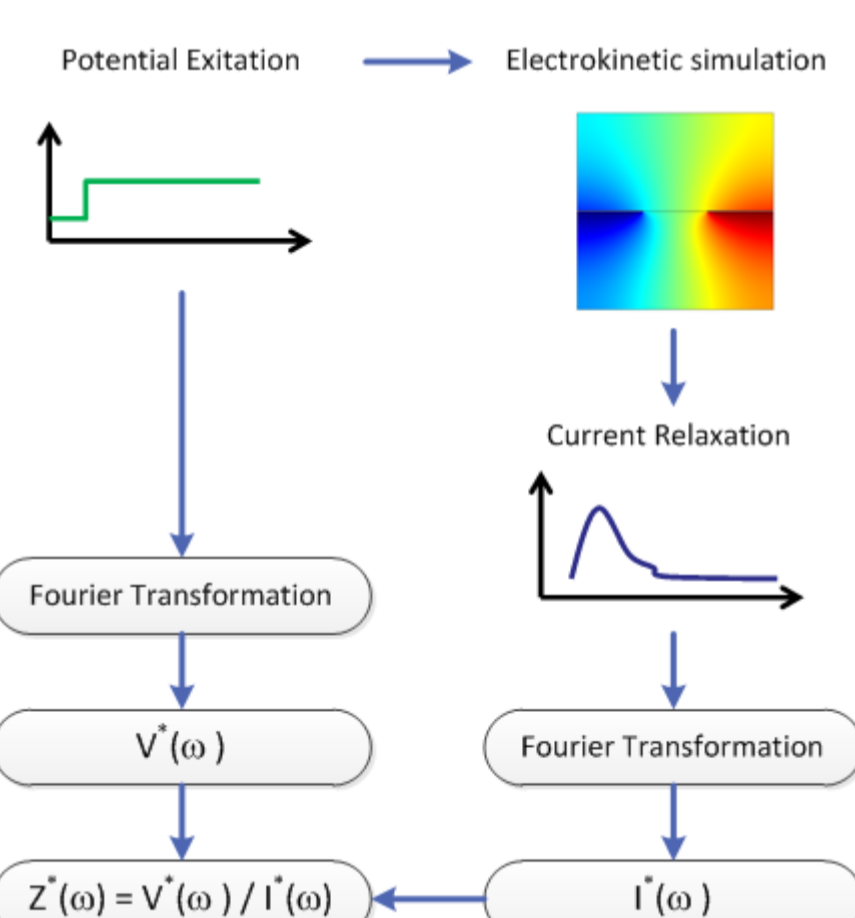 Potential Exitation
Electrokinetic simulation
Current Relaxation
Fourier Transformation
V*(ω )
Fourier Transformation
Z*(ω) = V*(ω ) / I*(ω)
I*(ω )